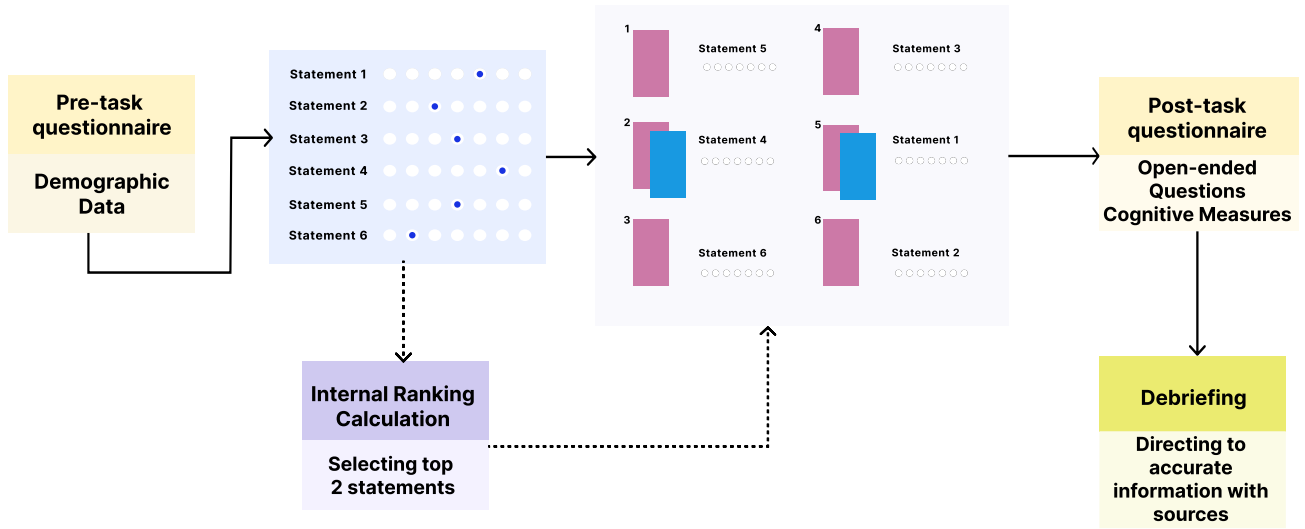 Pre-task
questionnaire
Demographic
Data
Statement 1
Statement 2
Statement 3
Statement 4
Statement 5
Statement 6
Internal Ranking
Calculation
Selecting top
2 statements
1
Statement 5
2
Statement 4
3
Statement 6
4
Statement 3
5
Statement 1
6
Statement 2
Post-task
questionnaire
Open-ended
Questions
Cognitive Measures
Debriefing
Directing to
accurate
information with
sources